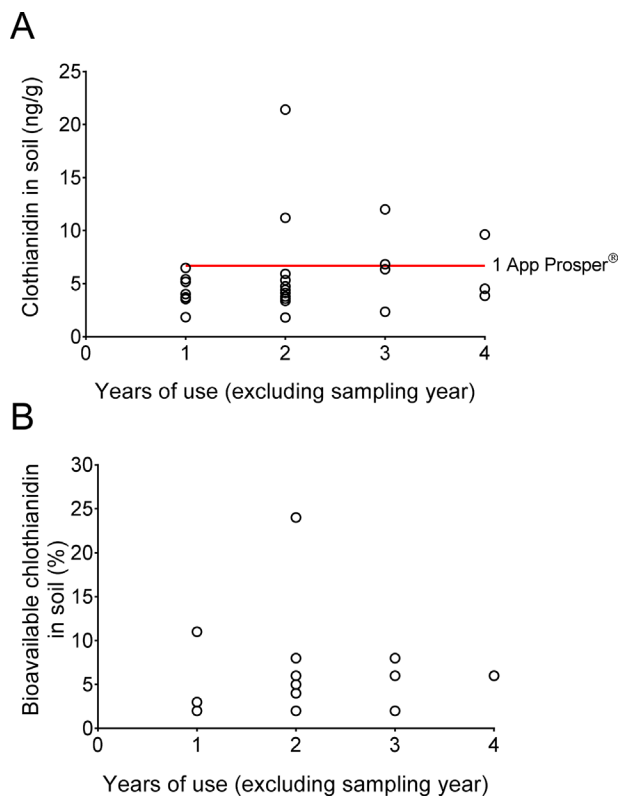 A
Clothianidin in soil (ng/g)
25
20
15
10
5
0
1 App Prosper®
0 1 2 3 4
Years of use (excluding sampling year)
B
Bioavailable chlothianidin
in soil (%)
30
25
20
15
10
5
0
0 1 2 3 4
Years of use (excluding sampling year)